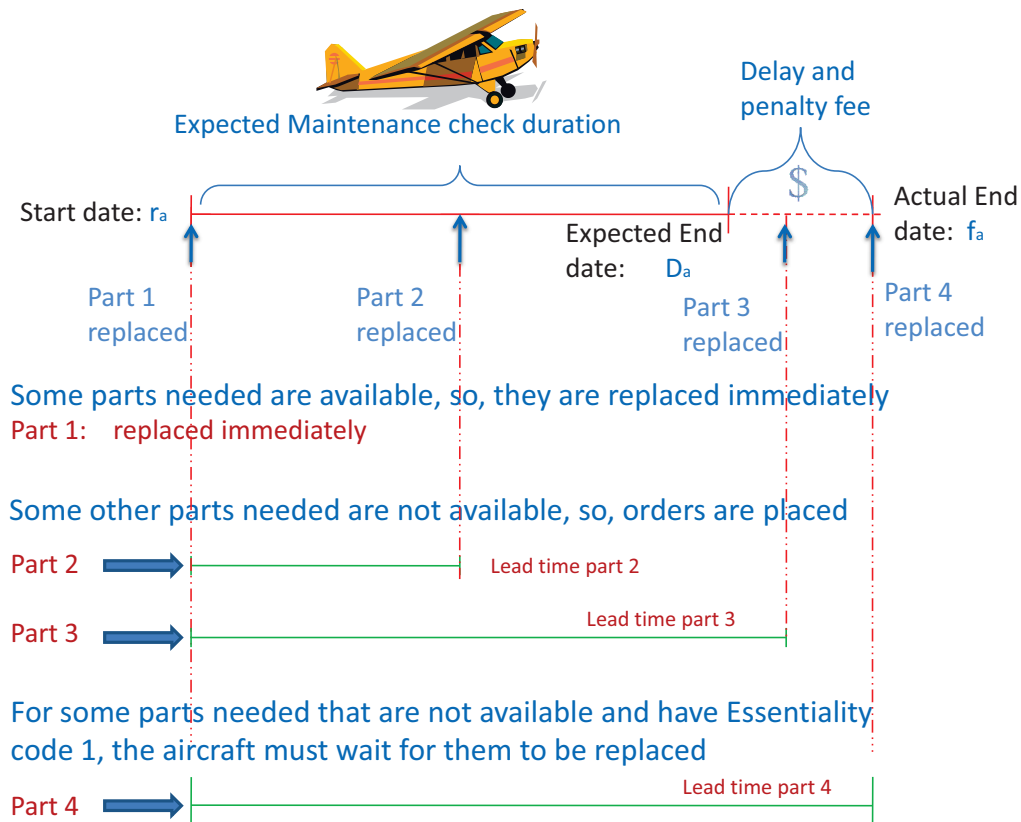 Delay and
penalty fee
Expected Maintenance check duration
$
Start date: ra
Actual End
date: fa
Expected End
date: Da
Part 1
replaced
Part 2
replaced
Part 3
replaced
Part 4
replaced
Some parts needed are available, so, they are replaced immediately
Part 1: replaced immediately
Some other parts needed are not available, so, orders are placed
Part 2
Lead time part 2
Part 3
Lead time part 3
For some parts needed that are not available and have Essentiality
code 1, the aircraft must wait for them to be replaced
Part 4
Lead time part 4